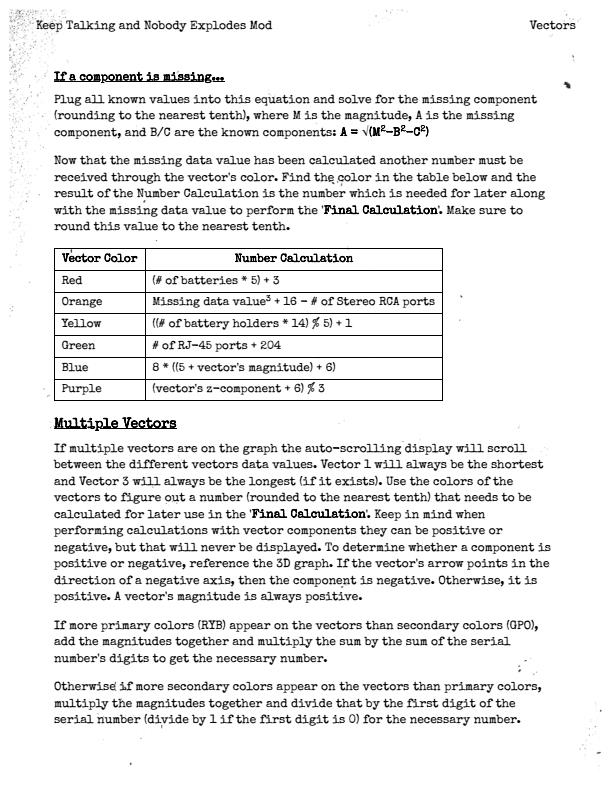 Keep Talking and Nobody Explodes Mod Vectors
If a component is missing...
Plug all known values into this equation and solve for the missing component
(rounding to the nearest tenth), where M is the magnitude, A is the missing
component, and B/C are the known components: A = √(M²–B²–C²)
Now that the missing data value has been calculated another number must be
received through the vector's color. Find the color in the table below and the
result of the Number Calculation is the number which is needed for later along
with the missing data value to perform the 'Final Calculation'. Make sure to
round this value to the nearest tenth.
Vector Color Number Calculation
Red (# of batteries * 5) + 3
Orange Missing data value³ + 16 – # of Stereo RCA ports
Yellow ((# of battery holders * 14) % 5) + 1
Green # of RJ-45 ports + 204
Blue 8 * ((5 + vector's magnitude) + 6)
Purple (vector's z-component + 6) % 3
Multiple Vectors
If multiple vectors are on the graph the auto-scrolling display will scroll
between the different vectors data values. Vector 1 will always be the shortest
and Vector 3 will always be the longest (if it exists). Use the colors of the
vectors to figure out a number (rounded to the nearest tenth) that needs to be
calculated for later use in the 'Final Calculation'. Keep in mind when
performing calculations with vector components they can be positive or
negative, but that will never be displayed. To determine whether a component is
positive or negative, reference the 3D graph. If the vector's arrow points in the
direction of a negative axis, then the component is negative. Otherwise, it is
positive. A vector's magnitude is always positive.
If more primary colors (RYB) appear on the vectors than secondary colors (GPO),
add the magnitudes together and multiply the sum by the sum of the serial
number's digits to get the necessary number.
Otherwise if more secondary colors appear on the vectors than primary colors,
multiply the magnitudes together and divide that by the first digit of the
serial number (divide by 1 if the first digit is 0) for the necessary number.